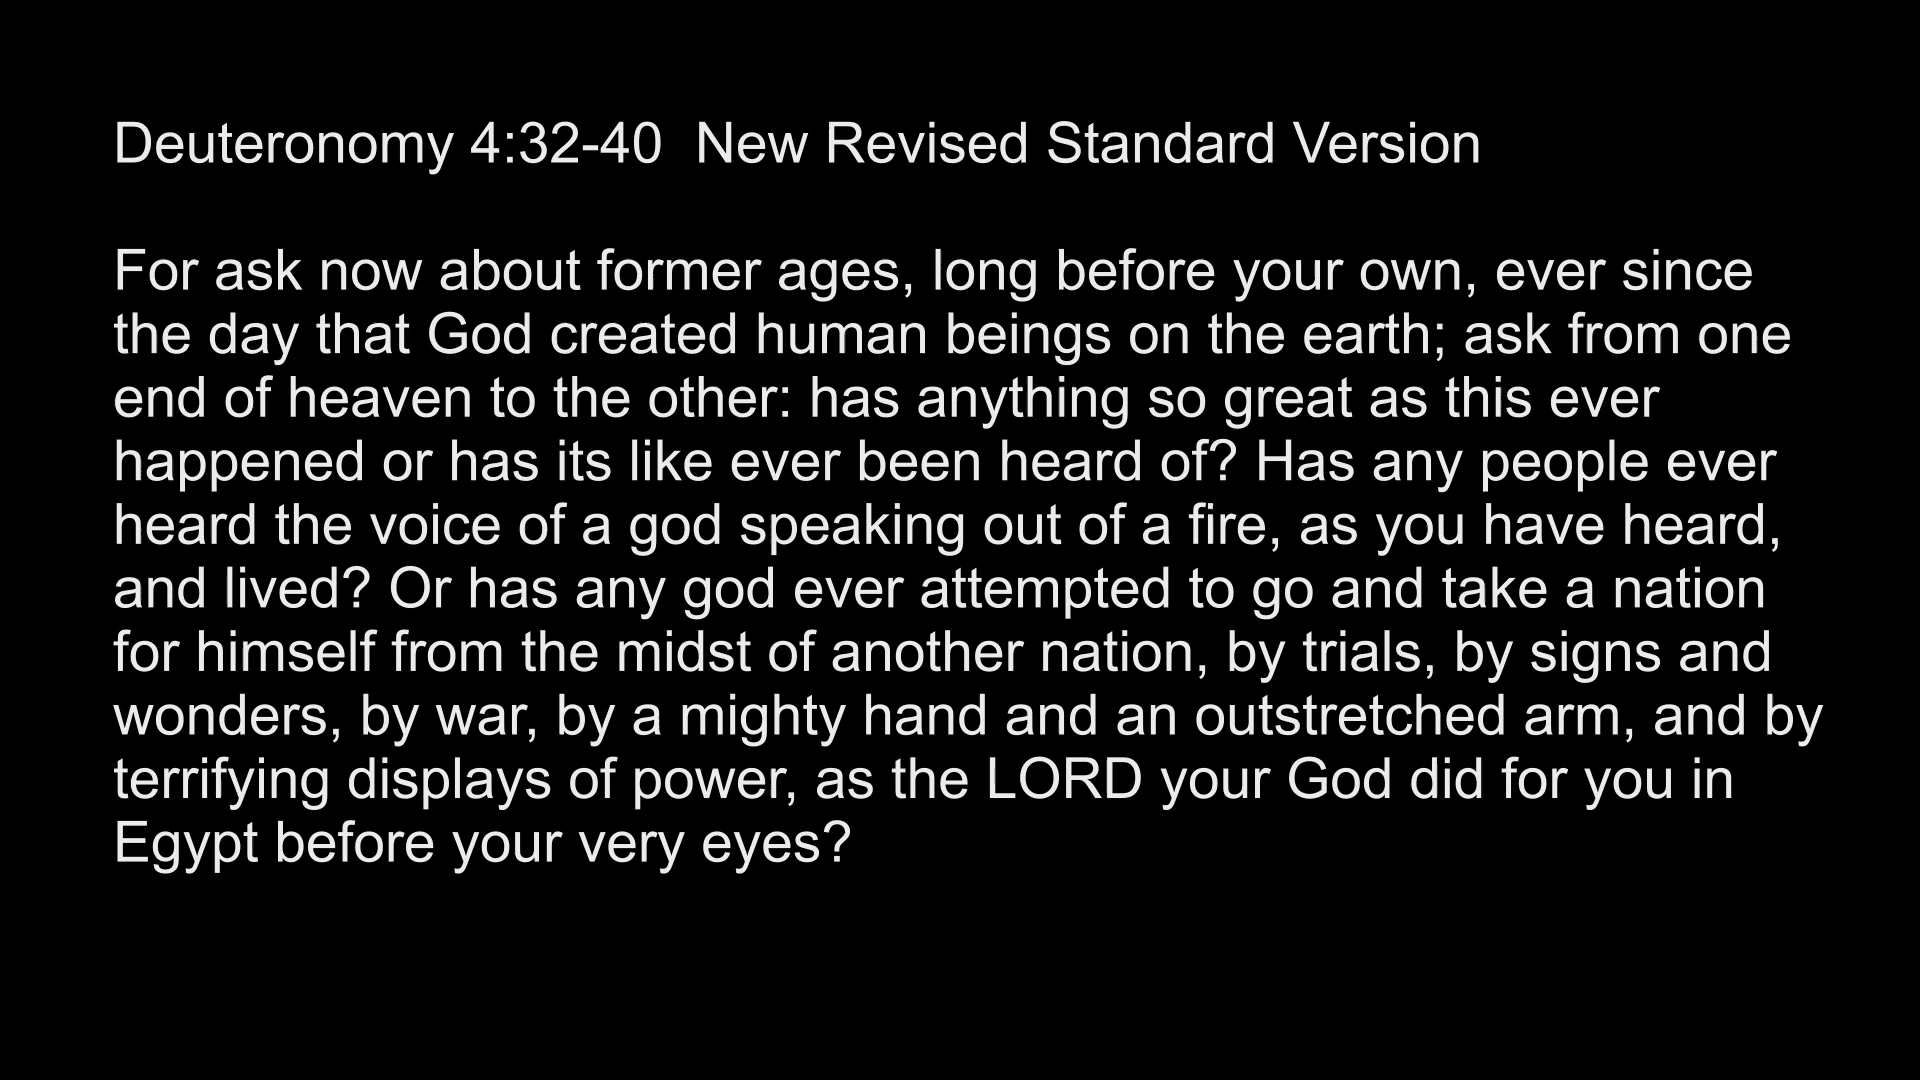 Deuteronomy 4:32-40  New Revised Standard Version
For ask now about former ages, long before your own, ever since
the day that God created human beings on the earth; ask from one
end of heaven to the other: has anything so great as this ever
happened or has its like ever been heard of? Has any people ever
heard the voice of a god speaking out of a fire, as you have heard,
and lived? Or has any god ever attempted to go and take a nation
for himself from the midst of another nation, by trials, by signs and
wonders, by war, by a mighty hand and an outstretched arm, and by
terrifying displays of power, as the LORD your God did for you in
Egypt before your very eyes?